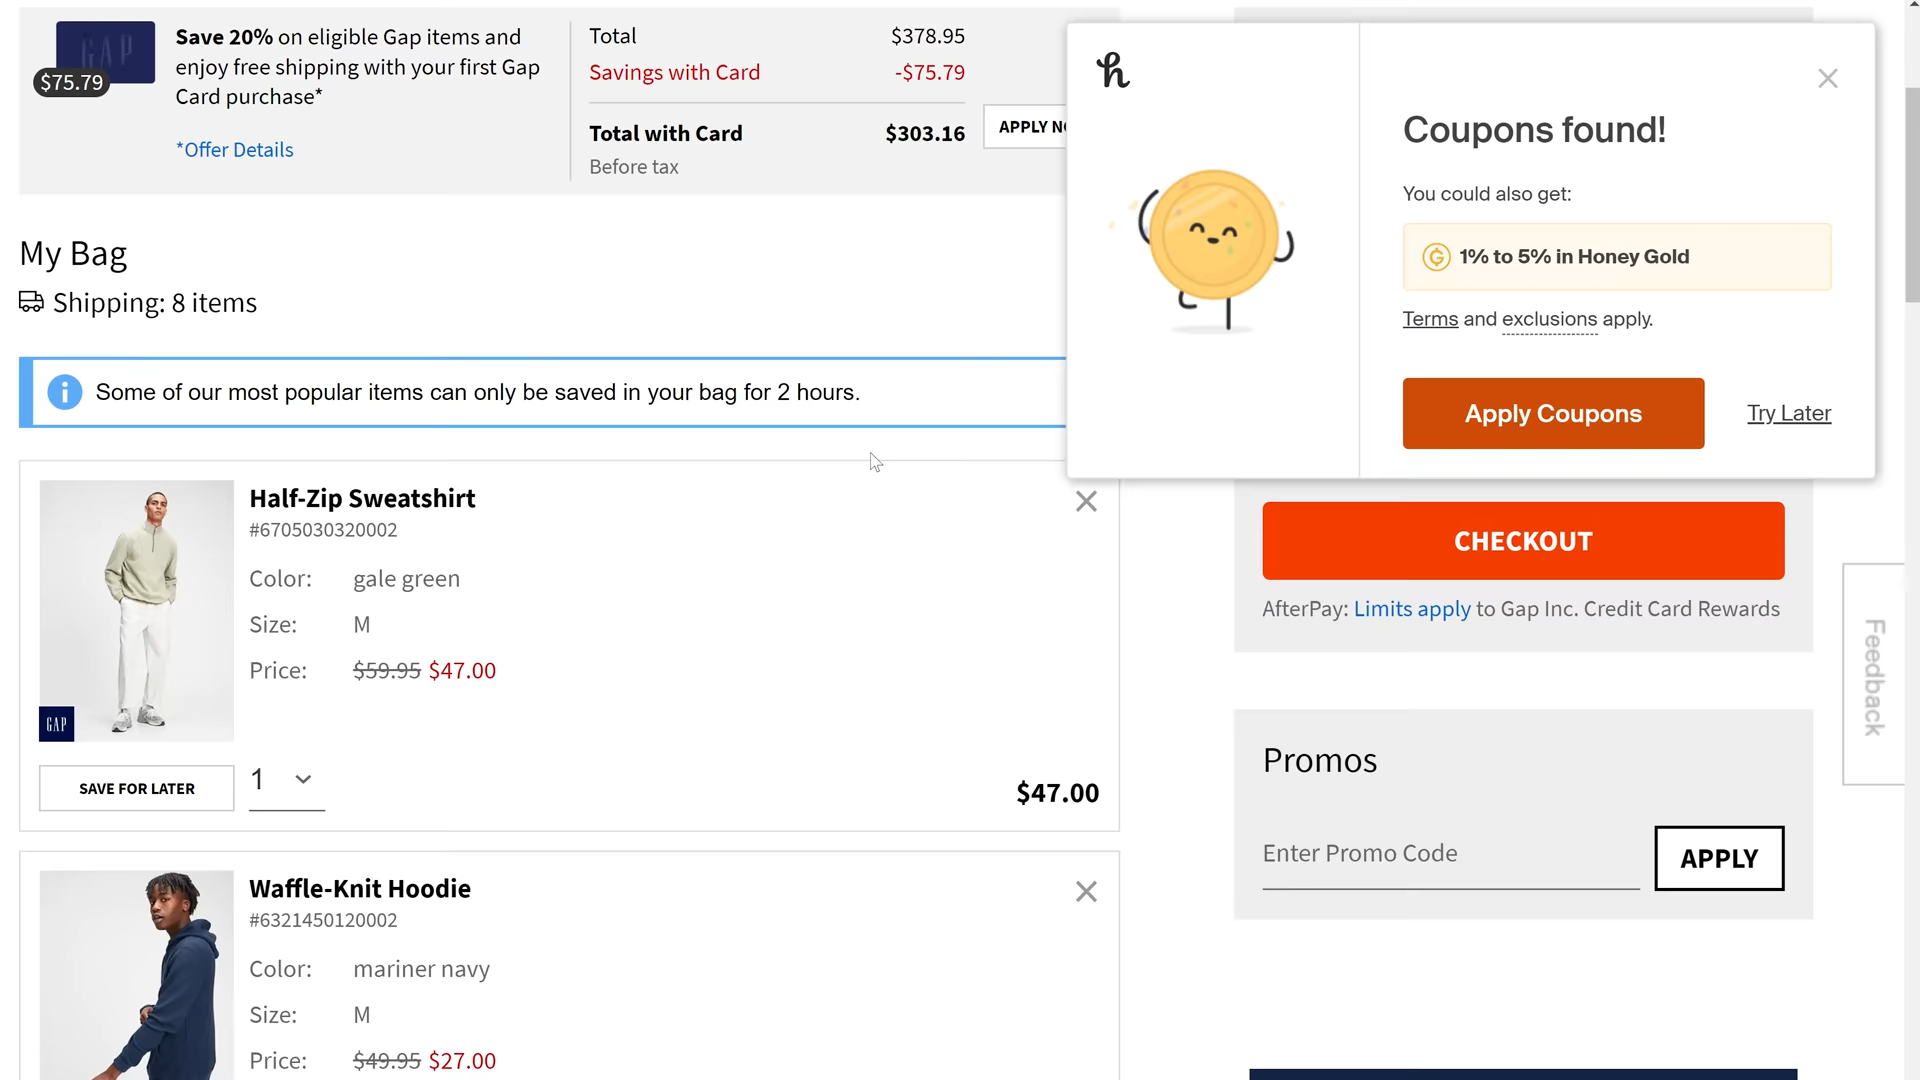 GAP
$75.79
Save 20% on eligible Gap items and
enjoy free shipping with your first Gap
Card purchase*
*Offer Details
Total $378.95
Savings with Card -$75.79
Total with Card $303.16
Before tax
APPLY
h
Coupons found!
You could also get:
1% to 5% in Honey Gold
Terms and exclusions apply.
Apply Coupons
Try Later
My Bag
Shipping: 8 items
Some of our most popular items can only be saved in your bag for 2 hours.
Half-Zip Sweatshirt
#6705030320002
Color: gale green
Size: M
Price: $59.95 $47.00
GAP
SAVE FOR LATER
1
$47.00
Waffle-Knit Hoodie
#6321450120002
Color: mariner navy
Size: M
Price: $49.95 $27.00
CHECKOUT
AfterPay: Limits apply to Gap Inc. Credit Card Rewards
Promos
Enter Promo Code
APPLY
Feedback